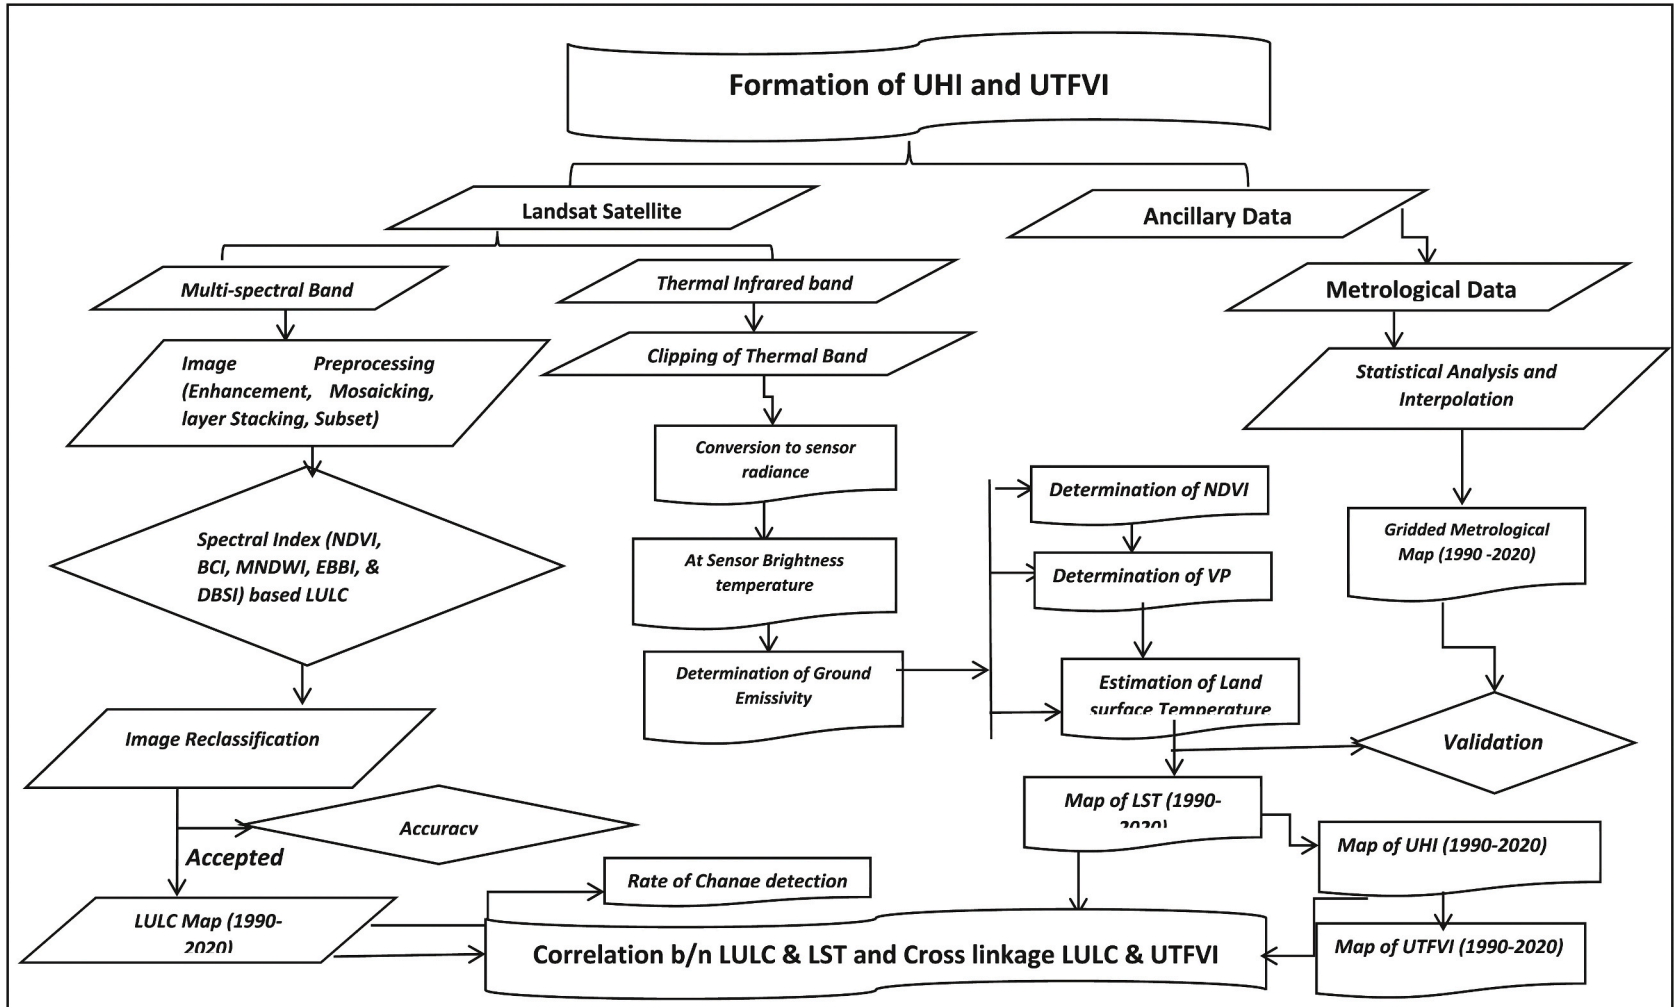 Formation of UHI and UTFVI
Landsat Satellite
Ancillary Data
Multi-spectral Band
Thermal Infrared band
Metrological Data
Image Preprocessing
(Enhancement, Mosaicking,
layer Stacking, Subset)
Clipping of Thermal Band
Statistical Analysis and
Interpolation
Conversion to sensor
radiance
Determination of NDVI
Spectral Index (NDVI,
BCI, MNDWI, EBBI, &
DBSI) based LULC
At Sensor Brightness
temperature
Determination of VP
Gridded Metrological
Map (1990 -2020)
Determination of Ground
Emissivity
Estimation of Land
surface Temperature
Image Reclassification
Validation
Map of LST (1990-
2020)
Accuracy
Accepted
Map of UHI (1990-2020)
Rate of Change detection
LULC Map (1990-
2020)
Correlation b/n LULC & LST and Cross linkage LULC & UTFVI
Map of UTFVI (1990-2020)